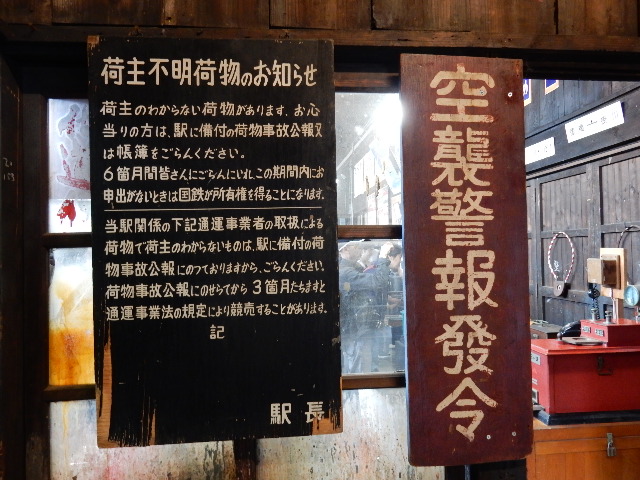 荷主不明荷物のお知らせ
荷主のわからない荷物があります。お心
当りの方は、駅に備付の荷物事故公報又
は帳簿をごらんください。
6箇月間皆さんにごらんにいれ、この期間内にお
申出がないときは国鉄が所有権を得ることになります。
当駅関係の下記通運事業者の取扱による
荷物で荷主のわからないものは、駅に備付の荷
物事故公報にのつておりますから、ごらんください。
荷物事故公報にのせてから3箇月たちますと
通運事業法の規定により競売することがあります。
記
駅長
空襲警報發令